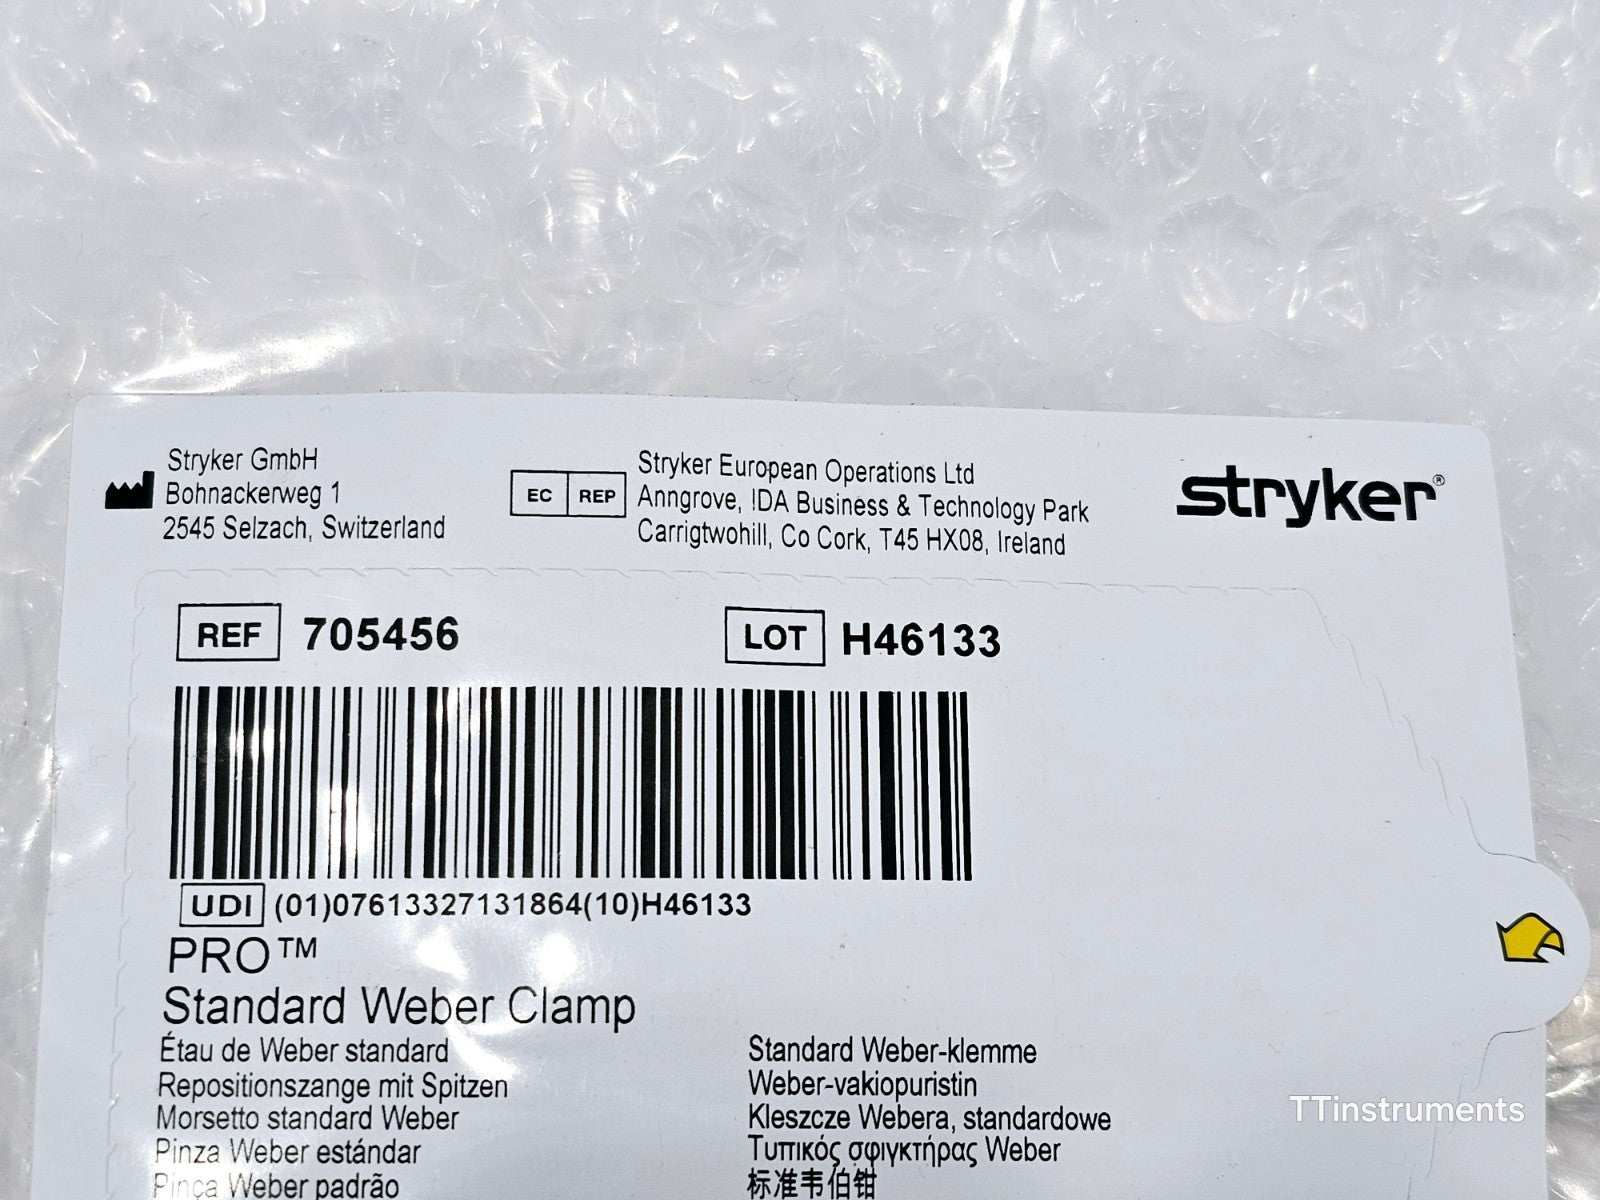 Stryker GmbH
Bohnackerweg 1
2545 Selzach, Switzerland
EC REP
Stryker European Operations Ltd
Anngrove, IDA Business & Technology Park
Carrigtwohill, Co Cork, T45 HX08, Ireland
stryker®
REF 705456
LOT H46133
UDI (01)07613327131864(10)H46133
PRO™
Standard Weber Clamp
Étau de Weber standard
Repositionszange mit Spitzen
Morsetto standard Weber
Pinza Weber estándar
Pinça Weber padrão
Standard Weber-klemme
Weber-vakiopuristin
Kleszcze Webera, standardowe
Τυπικός σφιγκτήρας Weber
标准韦伯钳
TTinstruments